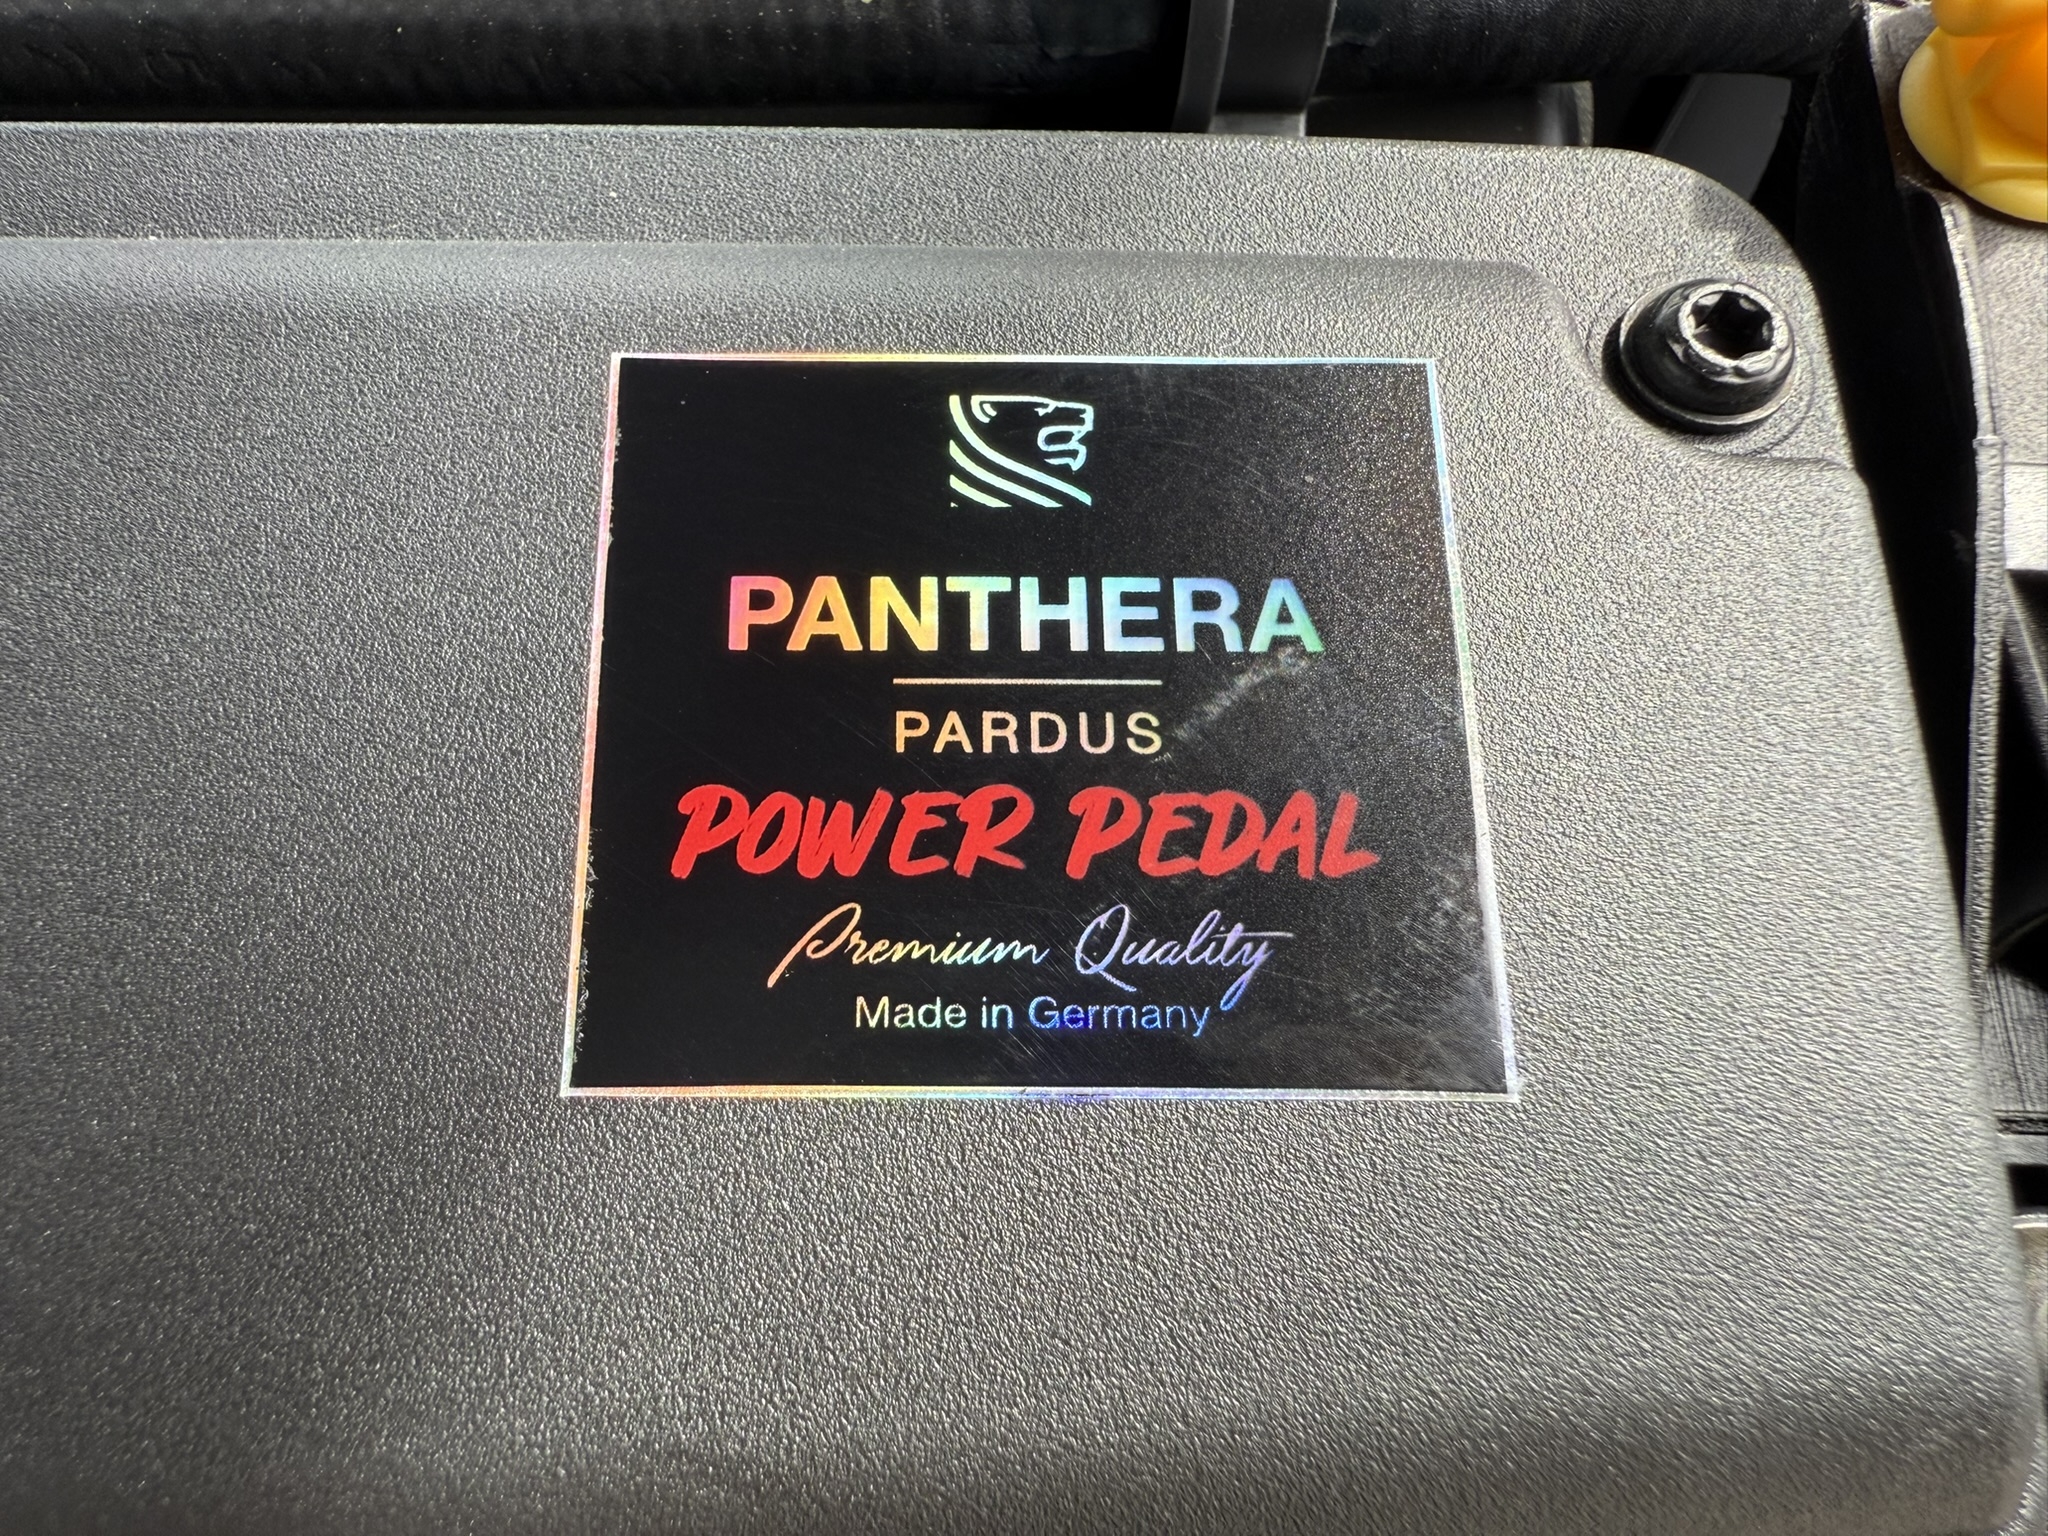 PANTHERA
PARDUS
POWER PEDAL
Premium Quality
Made in Germany